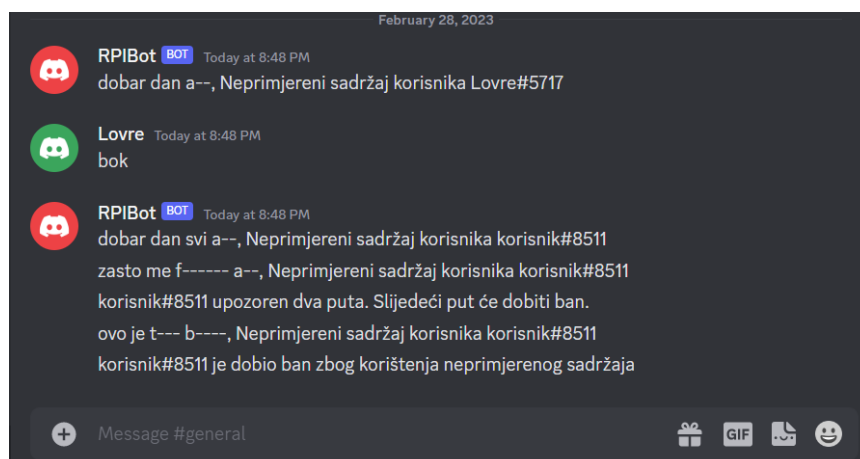 February 28, 2023
RPIBot BOT Today at 8:48 PM
dobar dan a--, Neprimjereni sadržaj korisnika Lovre#5717
Lovre Today at 8:48 PM
bok
RPIBot BOT Today at 8:48 PM
dobar dan svi a--, Neprimjereni sadržaj korisnika korisnik#8511
zasto me f------ a--, Neprimjereni sadržaj korisnika korisnik#8511
korisnik#8511 upozoren dva puta. Slijedeći put će dobiti ban.
ovo je t--- b----, Neprimjereni sadržaj korisnika korisnik#8511
korisnik#8511 je dobio ban zbog korištenja neprimjerenog sadržaja
Message #general GIF